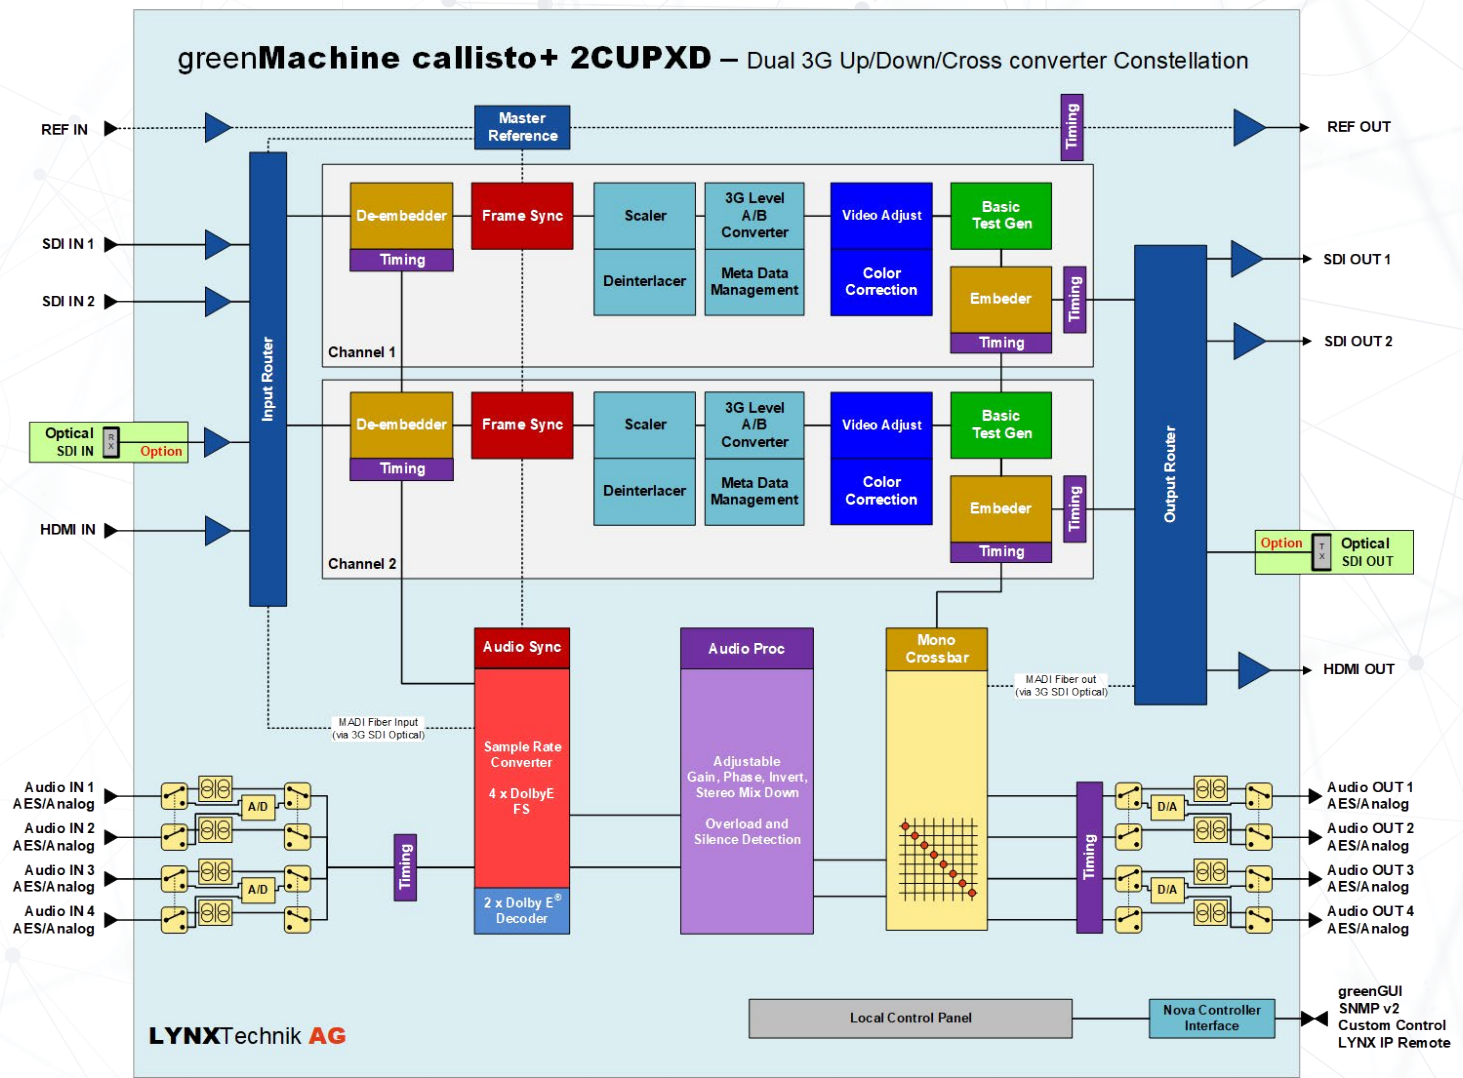 greenMachine callisto+ 2CUPXD – Dual 3G Up/Down/Cross converter Constellation
REF IN
Master
Reference
Timing
REF OUT
SDI IN 1
SDI IN 2
Optical
SDI IN
R
X
Option
HDMI IN
Input Router
De-embedder
Timing
Frame Sync
Scaler
Deinterlacer
3G Level
A/B
Converter
Meta Data
Management
Video Adjust
Color
Correction
Basic
Test Gen
Embeder
Timing
Timing
Channel 1
De-embedder
Timing
Frame Sync
Scaler
Deinterlacer
3G Level
A/B
Converter
Meta Data
Management
Video Adjust
Color
Correction
Basic
Test Gen
Embeder
Timing
Timing
Channel 2
Output Router
SDI OUT 1
SDI OUT 2
Option
T
X
Optical
SDI OUT
HDMI OUT
Audio Sync
Sample Rate
Converter
4 x DolbyE
FS
2 x Dolby E®
Decoder
Audio Proc
Adjustable
Gain, Phase, Invert,
Stereo Mix Down
Overload and
Silence Detection
Mono
Crossbar
MADI Fiber out
(via 3G SDI Optical)
MADI Fiber Input
(via 3G SDI Optical)
Audio IN 1
AES/Analog
Audio IN 2
AES/Analog
Audio IN 3
AES/Analog
Audio IN 4
AES/Analog
A/D
A/D
Timing
Timing
D/A
D/A
Audio OUT 1
AES/Analog
Audio OUT 2
AES/Analog
Audio OUT 3
AES/Analog
Audio OUT 4
AES/Analog
LYNXTechnik AG
Local Control Panel
Nova Controller
Interface
greenGUI
SNMP v2
Custom Control
LYNX IP Remote